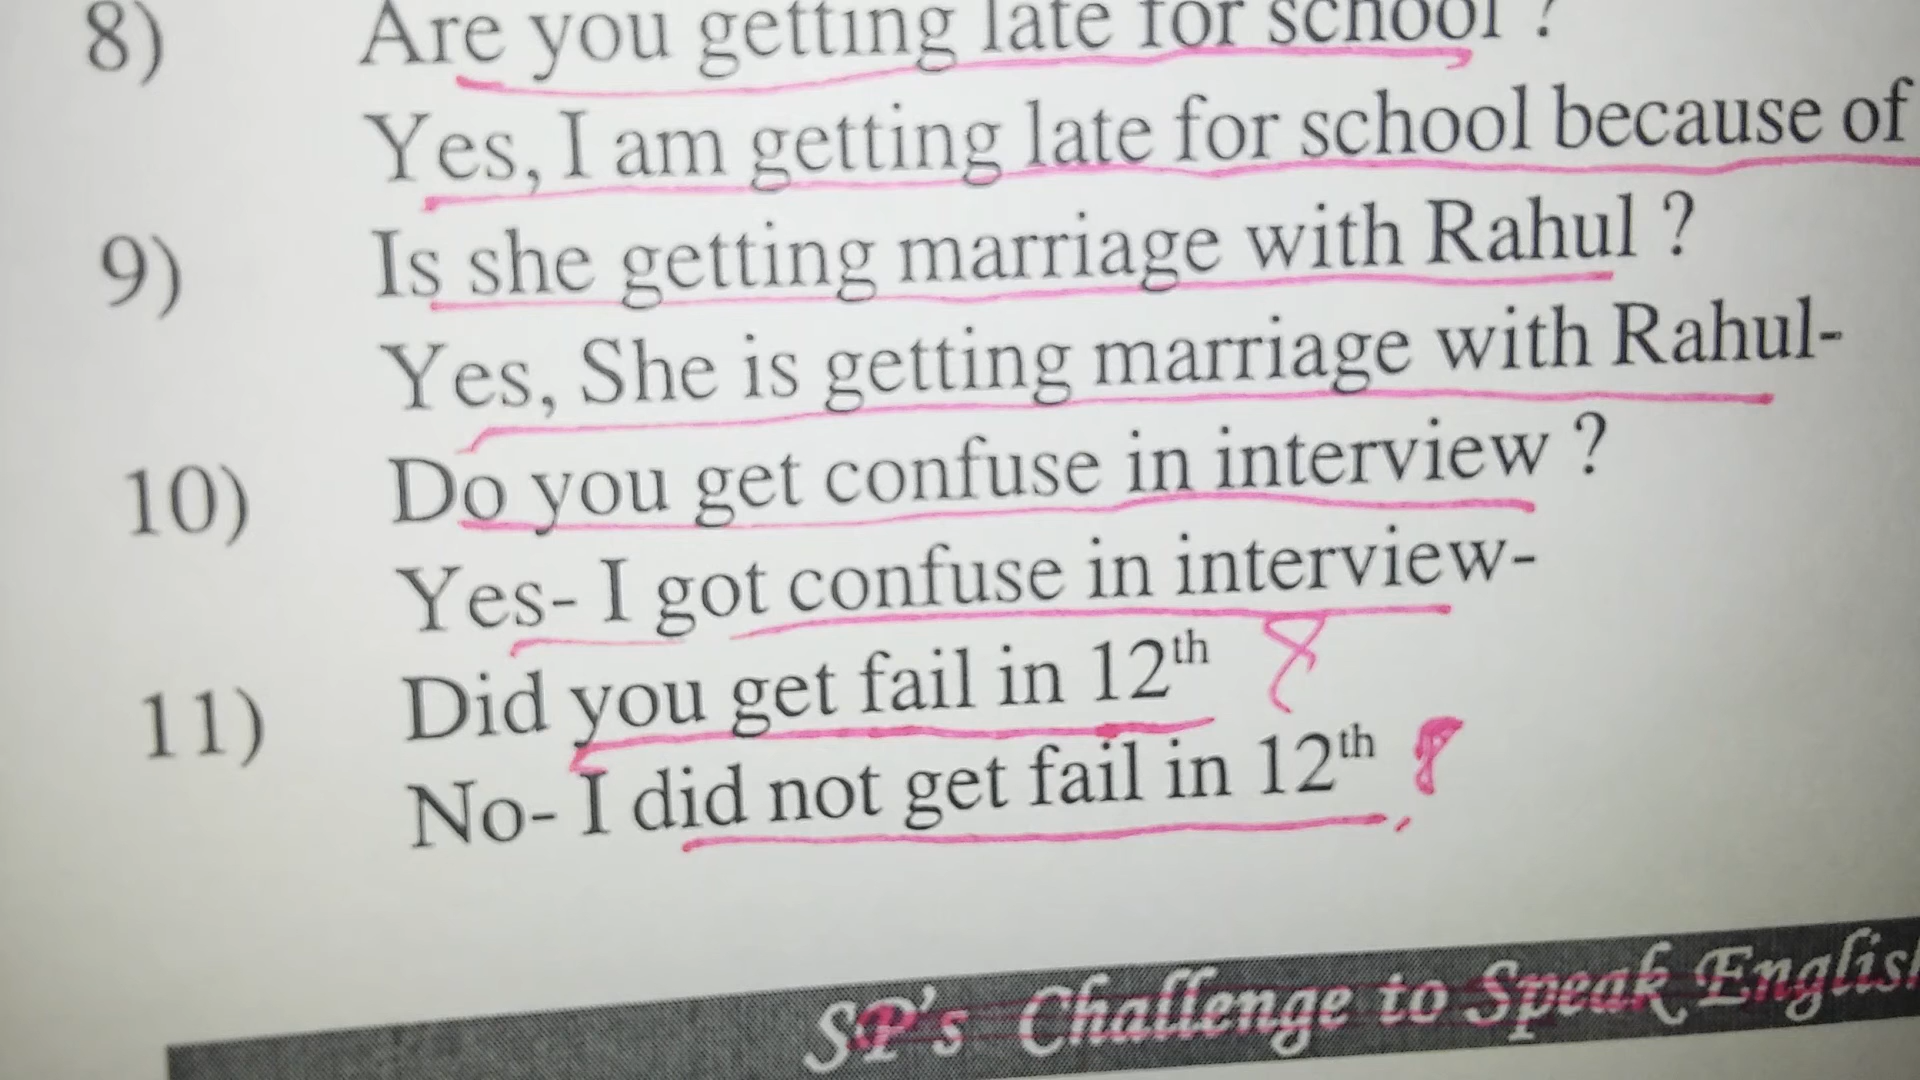 8) Are you getting late for school ?
Yes, I am getting late for school because of
9) Is she getting marriage with Rahul ?
Yes, She is getting marriage with Rahul-
10) Do you get confuse in interview ?
Yes- I got confuse in interview-
11) Did you get fail in 12th
No- I did not get fail in 12th
SP's Challenge to Speak English